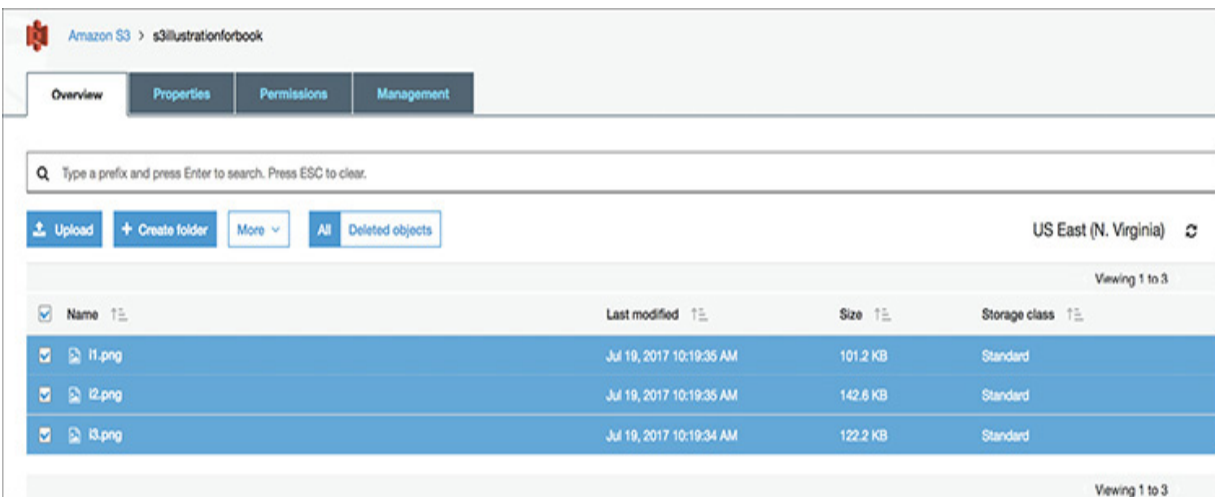 Amazon S3 > s3illustrationforbook
Overview Properties Permissions Management
Type a prefix and press Enter to search. Press ESC to clear.
Upload + Create folder More All Deleted objects US East (N. Virginia)
Viewing 1 to 3
Name Last modified Size Storage class
i1.png Jul 19, 2017 10:19:35 AM 101.2 KB Standard
i2.png Jul 19, 2017 10:19:35 AM 142.6 KB Standard
i3.png Jul 19, 2017 10:19:34 AM 122.2 KB Standard
Viewing 1 to 3